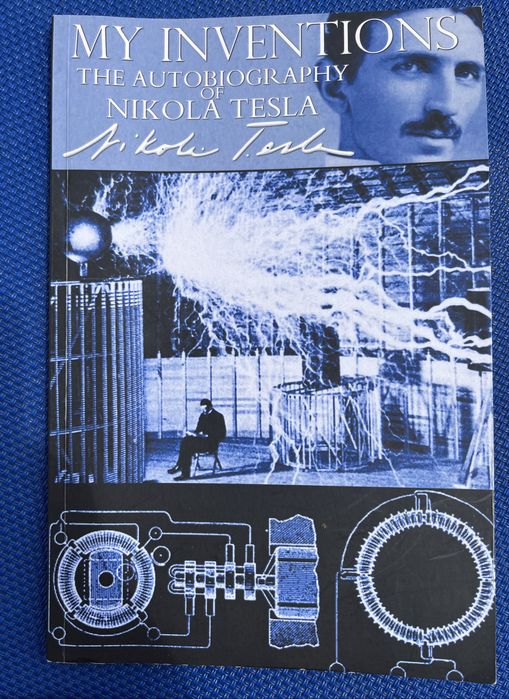 MY INVENTIONS
THE AUTOBIOGRAPHY
OF
NIKOLA TESLA
Nikola Tesla